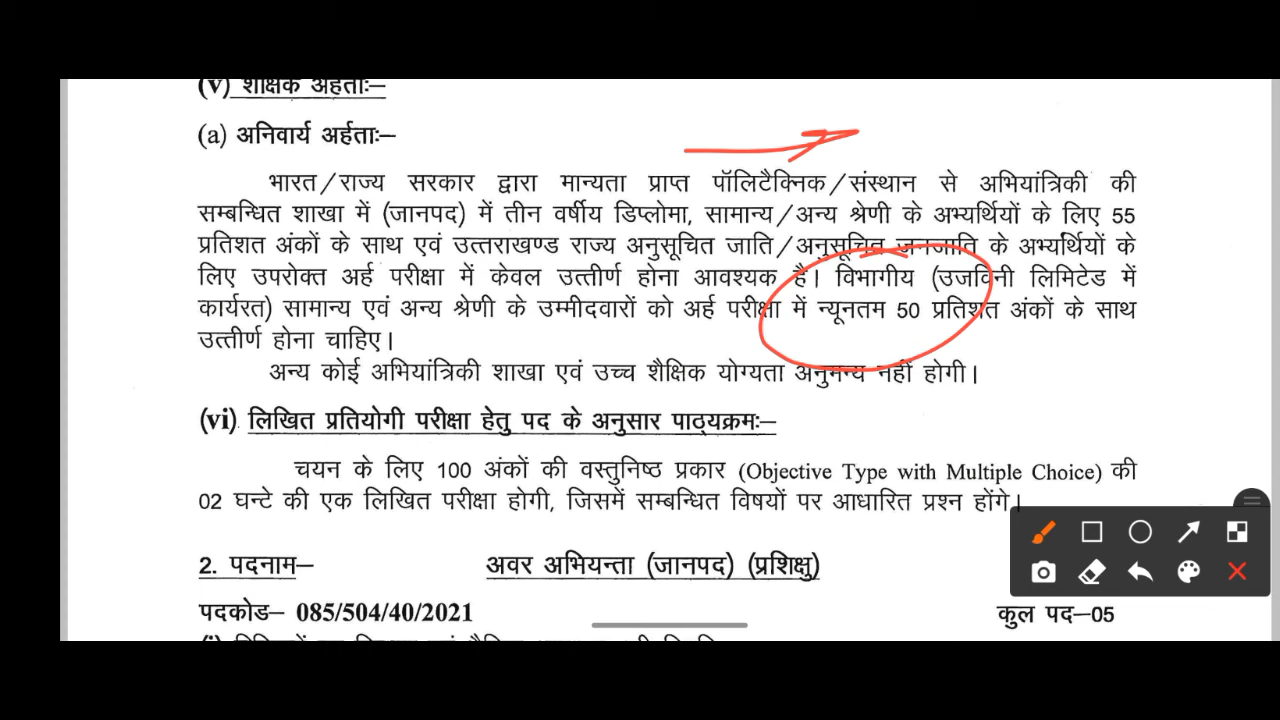 (v) शैक्षिक अर्हताः–
(a) अनिवार्य अर्हताः–
भारत/राज्य सरकार द्वारा मान्यता प्राप्त पॉलिटैक्निक/संस्थान से अभियांत्रिकी की
सम्बन्धित शाखा में (जानपद) में तीन वर्षीय डिप्लोमा, सामान्य/अन्य श्रेणी के अभ्यर्थियों के लिए 55
प्रतिशत अंकों के साथ एवं उत्तराखण्ड राज्य अनुसूचित जाति/अनुसूचित जनजाति के अभ्यर्थियों के
लिए उपरोक्त अर्ह परीक्षा में केवल उत्तीर्ण होना आवश्यक है। विभागीय (उजविनी लिमिटेड में
कार्यरत) सामान्य एवं अन्य श्रेणी के उम्मीदवारों को अर्ह परीक्षा में न्यूनतम 50 प्रतिशत अंकों के साथ
उत्तीर्ण होना चाहिए।
अन्य कोई अभियांत्रिकी शाखा एवं उच्च शैक्षिक योग्यता अनुमन्य नहीं होगी।
(vi) लिखित प्रतियोगी परीक्षा हेतु पद के अनुसार पाठ्यक्रमः–
चयन के लिए 100 अंकों की वस्तुनिष्ठ प्रकार (Objective Type with Multiple Choice) की
02 घन्टे की एक लिखित परीक्षा होगी, जिसमें सम्बन्धित विषयों पर आधारित प्रश्न होंगे।
2. पदनाम– अवर अभियन्ता (जानपद) (प्रशिक्षु)
पदकोड– 085/504/40/2021 कुल पद–05